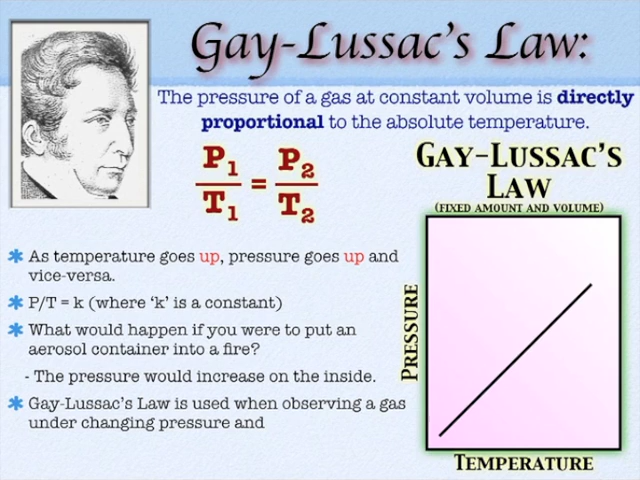 Gay-Lussac's Law:
The pressure of a gas at constant volume is directly
proportional to the absolute temperature.
P1/T1 = P2/T2
As temperature goes up, pressure goes up and
vice-versa.
P/T = k (where 'k' is a constant)
What would happen if you were to put an
aerosol container into a fire?
- The pressure would increase on the inside.
Gay-Lussac's Law is used when observing a gas
under changing pressure and
Gay-Lussac's
Law
(fixed amount and volume)
Pressure
Temperature